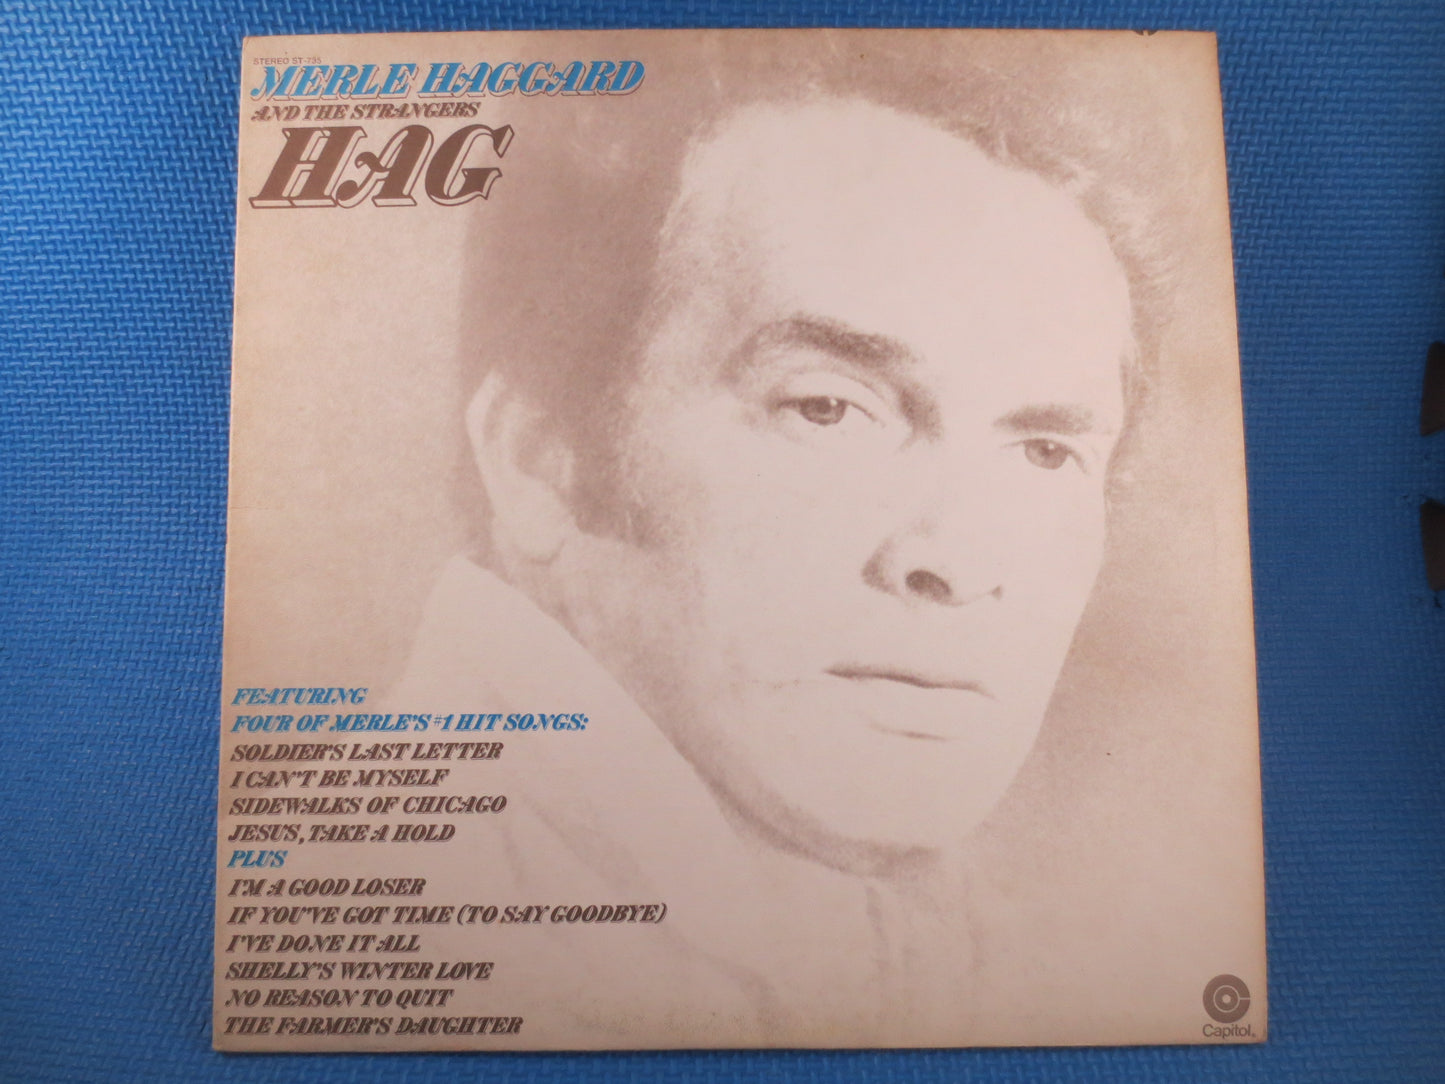 STEREO ST-735
MERLE HAGGARD
AND THE STRANGERS
HAG
FEATURING
FOUR OF MERLE'S #1 HIT SONGS:
SOLDIER'S LAST LETTER
I CAN'T BE MYSELF
SIDEWALKS OF CHICAGO
JESUS, TAKE A HOLD
PLUS
I'M A GOOD LOSER
IF YOU'VE GOT TIME (TO SAY GOODBYE)
I'VE DONE IT ALL
SHELLY'S WINTER LOVE
NO REASON TO QUIT
THE FARMER'S DAUGHTER
Capitol®